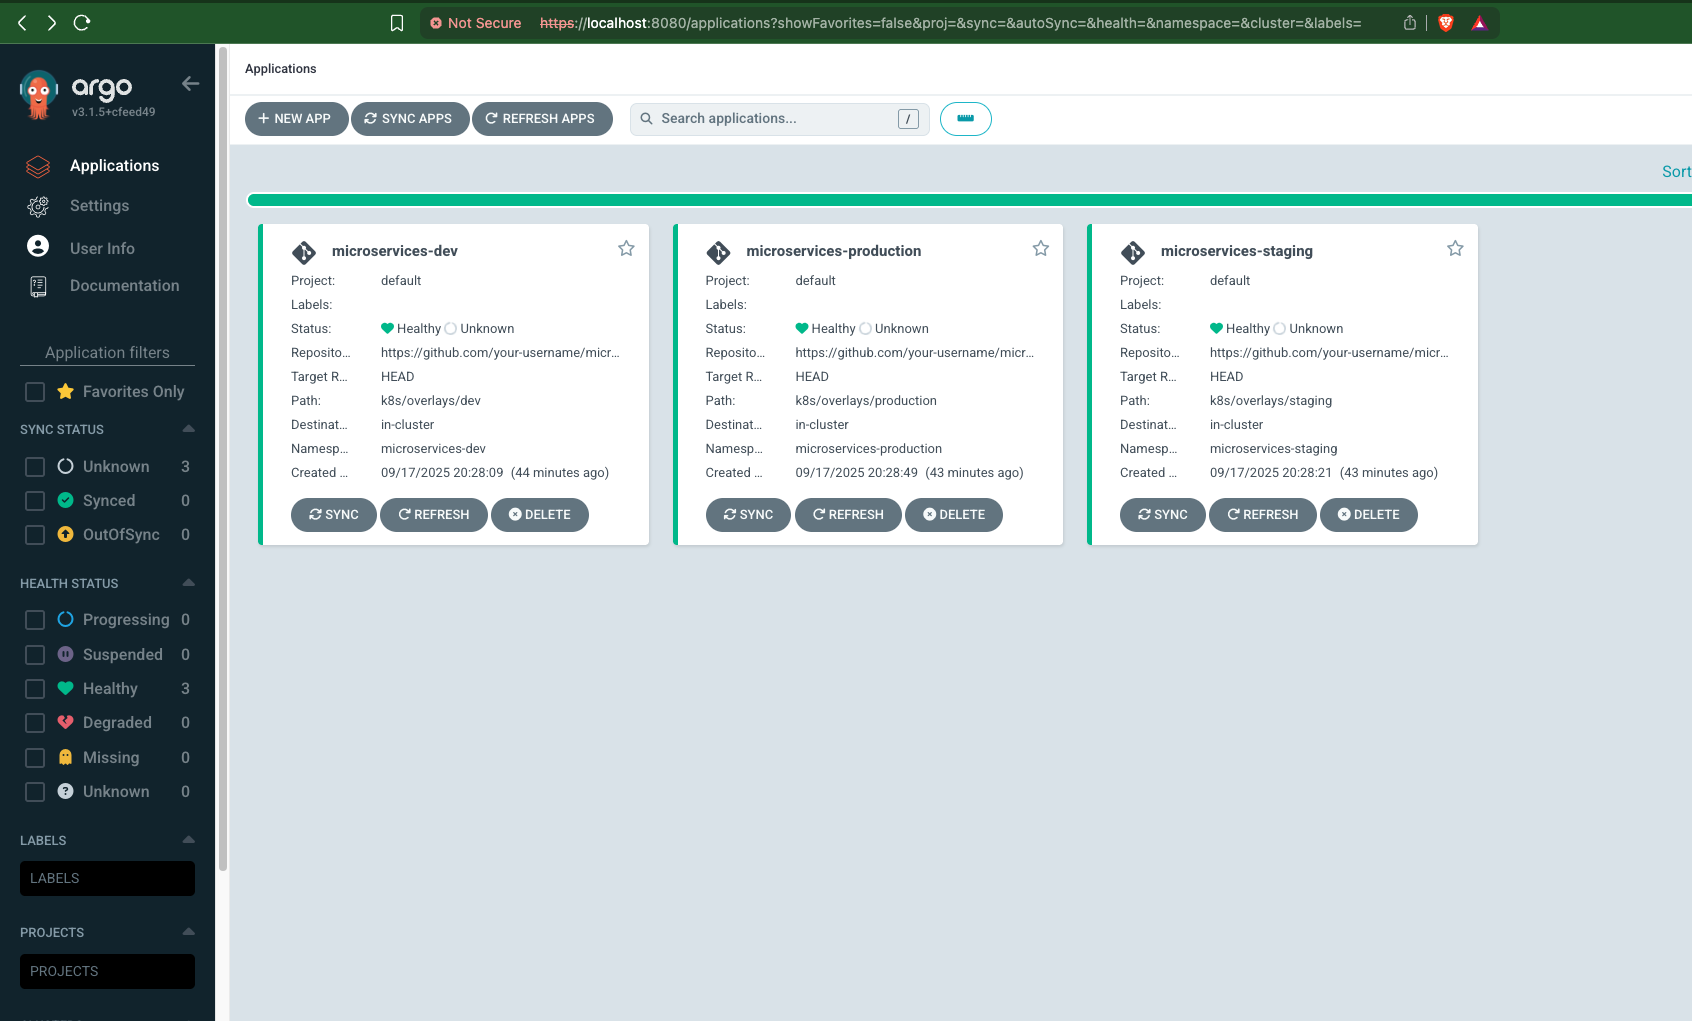 Not Secure https://localhost:8080/applications?showFavorites=false&proj=&sync=&autoSync=&health=&namespace=&cluster=&labels=
argo
v3.1.5+cfeed49
Applications
Settings
User Info
Documentation
Application filters
Favorites Only
SYNC STATUS
Unknown 3
Synced 0
OutOfSync 0
HEALTH STATUS
Progressing 0
Suspended 0
Healthy 3
Degraded 0
Missing 0
Unknown 0
LABELS
LABELS
PROJECTS
PROJECTS
Applications
NEW APP SYNC APPS REFRESH APPS Search applications... /
Sort
microservices-dev
Project: default
Labels:
Status: Healthy Unknown
Reposito... https://github.com/your-username/micr...
Target R... HEAD
Path: k8s/overlays/dev
Destinat... in-cluster
Namesp... microservices-dev
Created ... 09/17/2025 20:28:09 (44 minutes ago)
SYNC REFRESH DELETE
microservices-production
Project: default
Labels:
Status: Healthy Unknown
Reposito... https://github.com/your-username/micr...
Target R... HEAD
Path: k8s/overlays/production
Destinat... in-cluster
Namesp... microservices-production
Created ... 09/17/2025 20:28:49 (43 minutes ago)
SYNC REFRESH DELETE
microservices-staging
Project: default
Labels:
Status: Healthy Unknown
Reposito... https://github.com/your-username/micr...
Target R... HEAD
Path: k8s/overlays/staging
Destinat... in-cluster
Namesp... microservices-staging
Created ... 09/17/2025 20:28:21 (43 minutes ago)
SYNC REFRESH DELETE